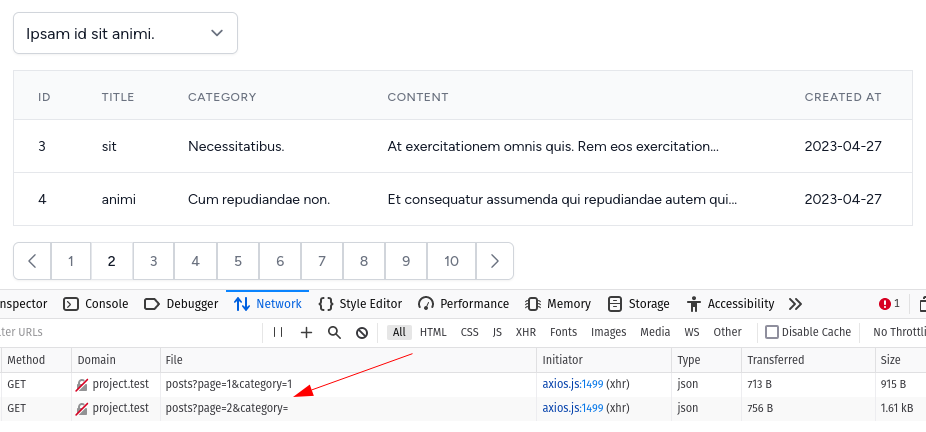 Ipsam id sit animi.
ID TITLE CATEGORY CONTENT CREATED AT
3 sit Necessitatibus. At exercitationem omnis quis. Rem eos exercitation... 2023-04-27
4 animi Cum repudiandae non. Et consequatur assumenda qui repudiandae autem qui... 2023-04-27
1 2 3 4 5 6 7 8 9 10
nspector Console Debugger Network Style Editor Performance Memory Storage Accessibility 1
ter URLs All HTML CSS JS XHR Fonts Images Media WS Other Disable Cache No Throttli
Method Domain File Initiator Type Transferred Size
GET project.test posts?page=1&category=1 axios.js:1499 (xhr) json 713 B 915 B
GET project.test posts?page=2&category= axios.js:1499 (xhr) json 756 B 1.61 kB